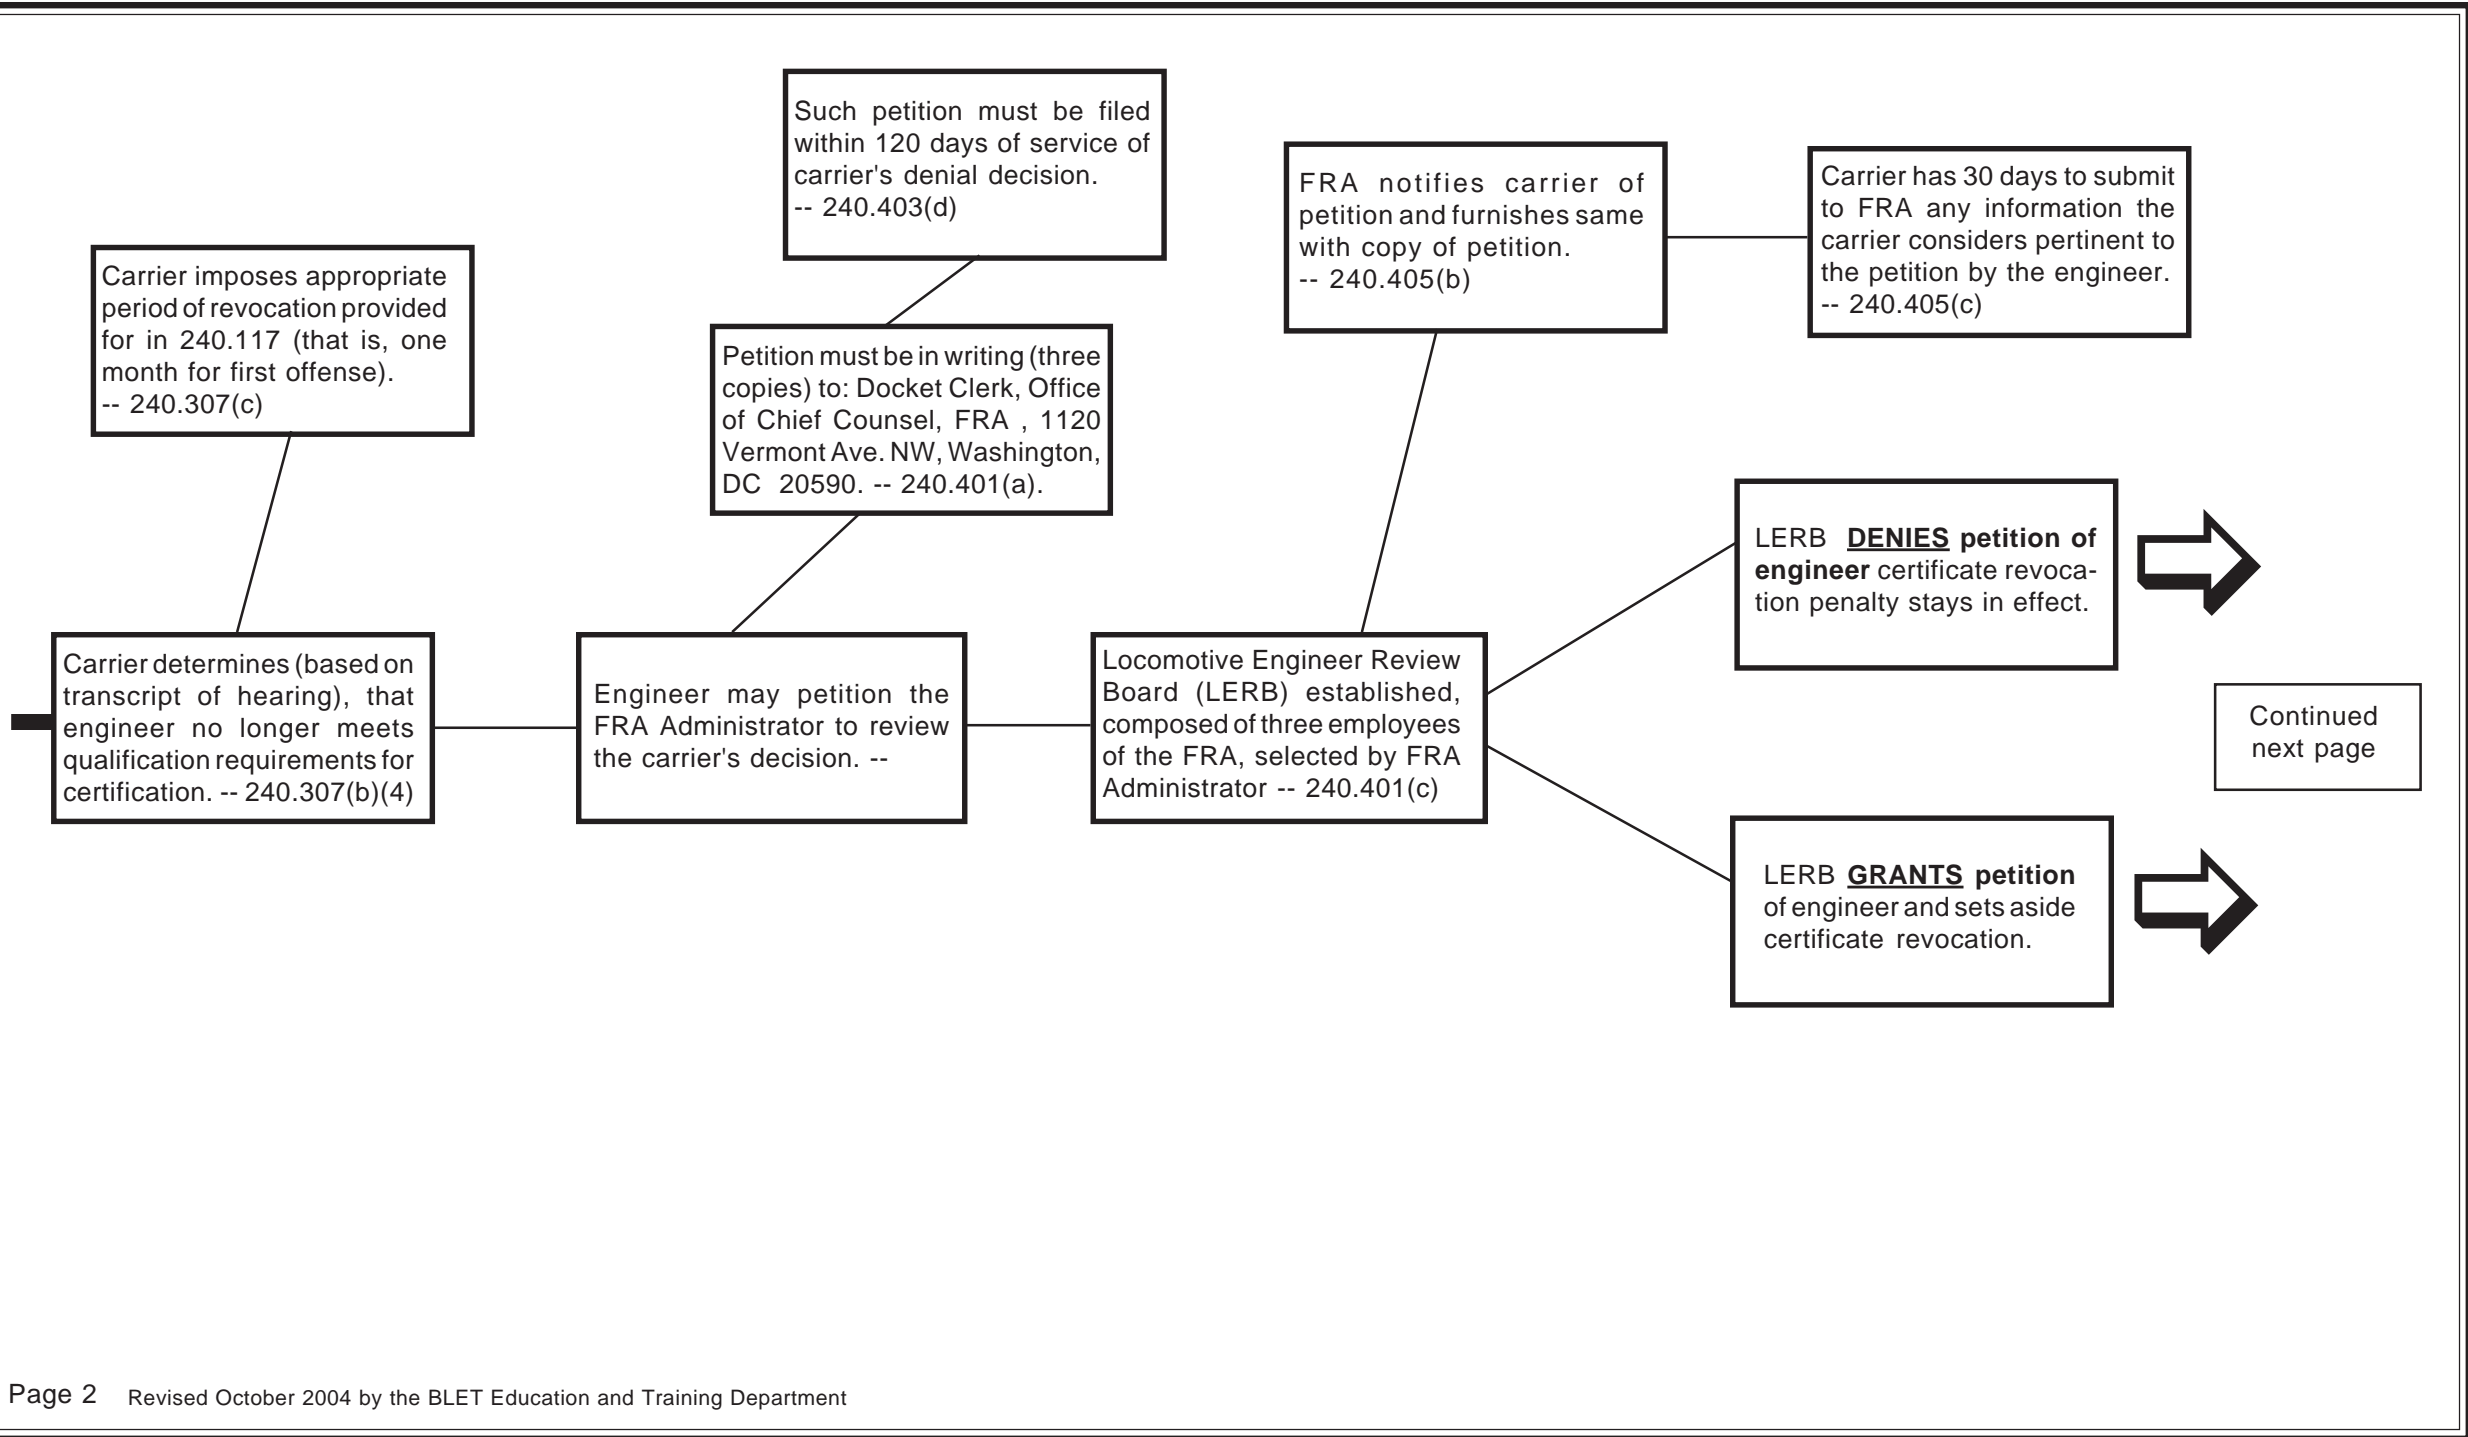 Such petition must be filed
within 120 days of service of
carrier's denial decision.
-- 240.403(d)
FRA notifies carrier of
petition and furnishes same
with copy of petition.
-- 240.405(b)
Carrier has 30 days to submit
to FRA any information the
carrier considers pertinent to
the petition by the engineer.
-- 240.405(c)
Carrier imposes appropriate
period of revocation provided
for in 240.117 (that is, one
month for first offense).
-- 240.307(c)
Petition must be in writing (three
copies) to: Docket Clerk, Office
of Chief Counsel, FRA , 1120
Vermont Ave. NW, Washington,
DC 20590. -- 240.401(a).
LERB DENIES petition of
engineer certificate revoca-
tion penalty stays in effect.
Carrier determines (based on
transcript of hearing), that
engineer no longer meets
qualification requirements for
certification. -- 240.307(b)(4)
Engineer may petition the
FRA Administrator to review
the carrier's decision. --
Locomotive Engineer Review
Board (LERB) established,
composed of three employees
of the FRA, selected by FRA
Administrator -- 240.401(c)
Continued
next page
LERB GRANTS petition
of engineer and sets aside
certificate revocation.
Page 2 Revised October 2004 by the BLET Education and Training Department